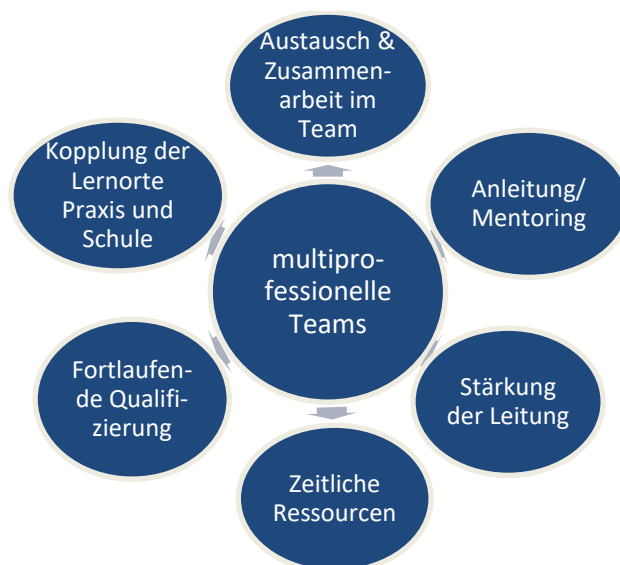 Austausch &
Zusammen-
arbeit im
Team
Anleitung/
Mentoring
Stärkung
der Leitung
Zeitliche
Ressourcen
Fortlaufen-
de Qualifi-
zierung
Kopplung der
Lernorte
Praxis und
Schule
multipro-
fessionelle
Teams